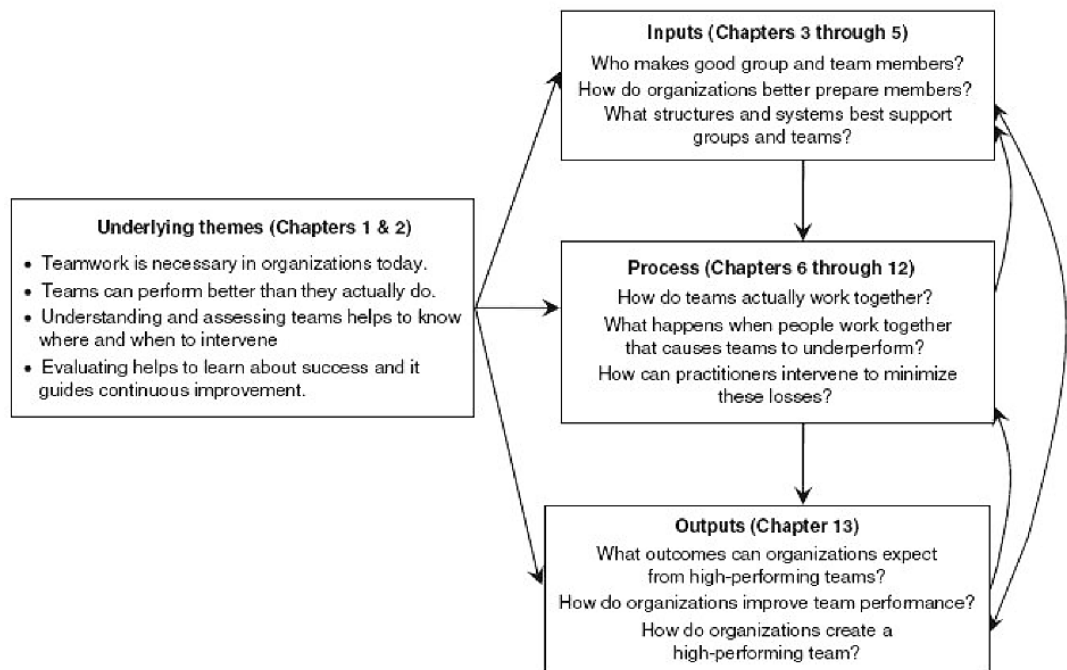 Inputs (Chapters 3 through 5)
Who makes good group and team members?
How do organizations better prepare members?
What structures and systems best support
groups and teams?
Underlying themes (Chapters 1 & 2)
• Teamwork is necessary in organizations today.
• Teams can perform better than they actually do.
• Understanding and assessing teams helps to know
where and when to intervene
• Evaluating helps to learn about success and it
guides continuous improvement.
Process (Chapters 6 through 12)
How do teams actually work together?
What happens when people work together
that causes teams to underperform?
How can practitioners intervene to minimize
these losses?
Outputs (Chapter 13)
What outcomes can organizations expect
from high-performing teams?
How do organizations improve team performance?
How do organizations create a
high-performing team?